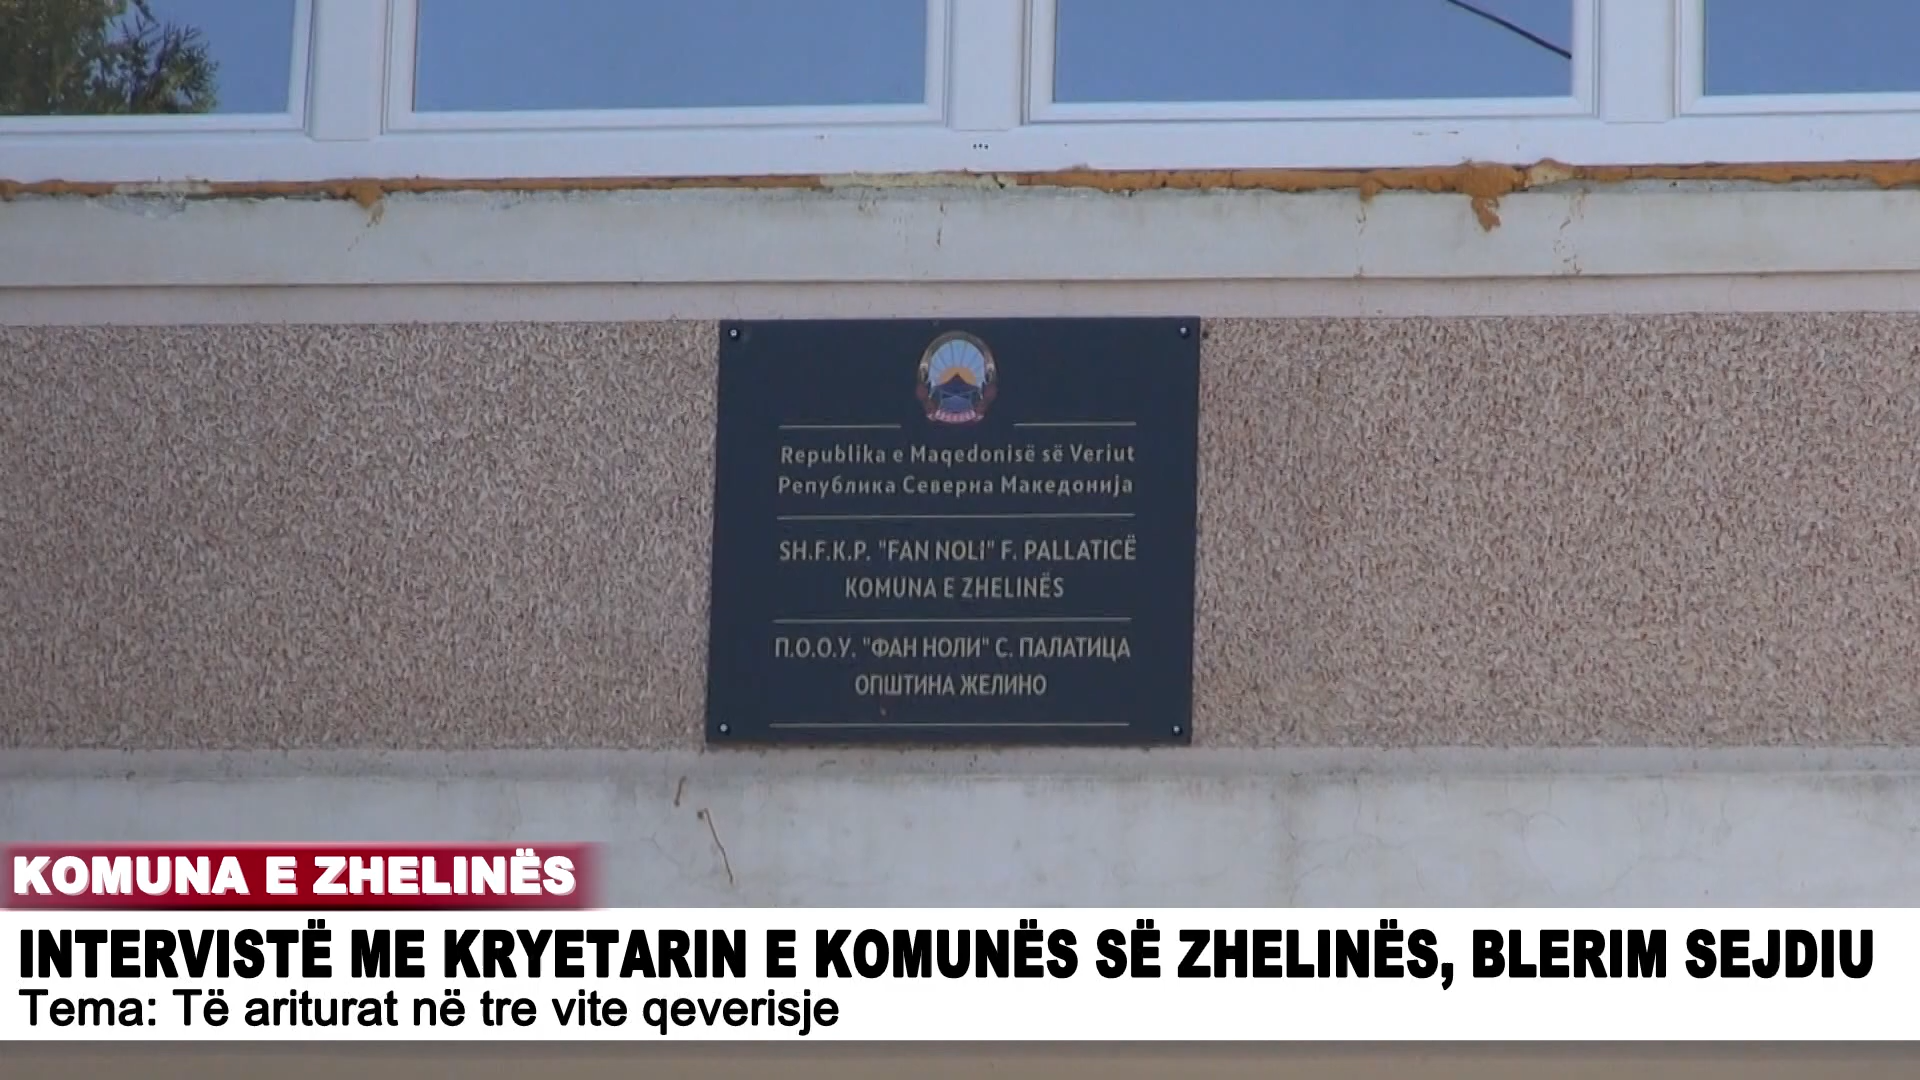 Republika e Maqedonisë së Veriut
Република Северна Македонија
SH.F.K.P. "FAN NOLI" F. PALLATICË
KOMUNA E ZHELINËS
П.О.О.У. "ФАН НОЛИ" С. ПАЛАТИЦА
ОПШТИНА ЖЕЛИНО
KOMUNA E ZHELINËS
INTERVISTË ME KRYETARIN E KOMUNËS SË ZHELINËS, BLERIM SEJDIU
Tema: Të ariturat në tre vite qeverisje